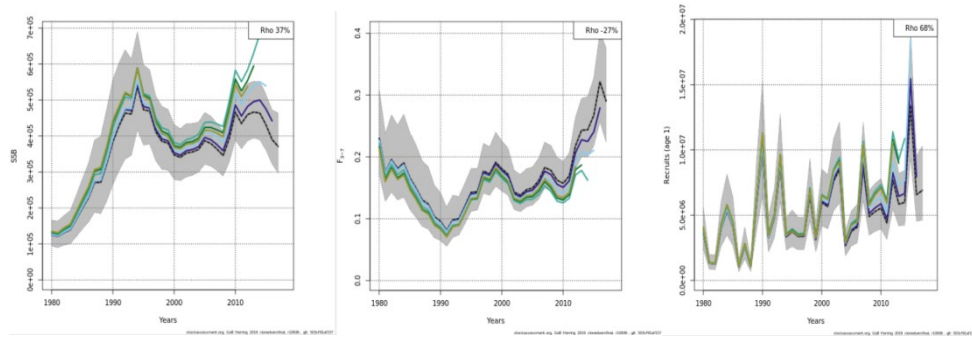 Rho 37%
SSB
7e+05
6e+05
5e+05
4e+05
3e+05
2e+05
1e+05
0e+00
1980 1990 2000 2010
Years
Rho -27%
0.4
0.3
0.2
0.1
0.0
1980 1990 2000 2010
Years
Rho 68%
Recruits (age 1)
2.0e+07
1.5e+07
1.0e+07
5.0e+06
0.0e+00
1980 1990 2000 2010
Years